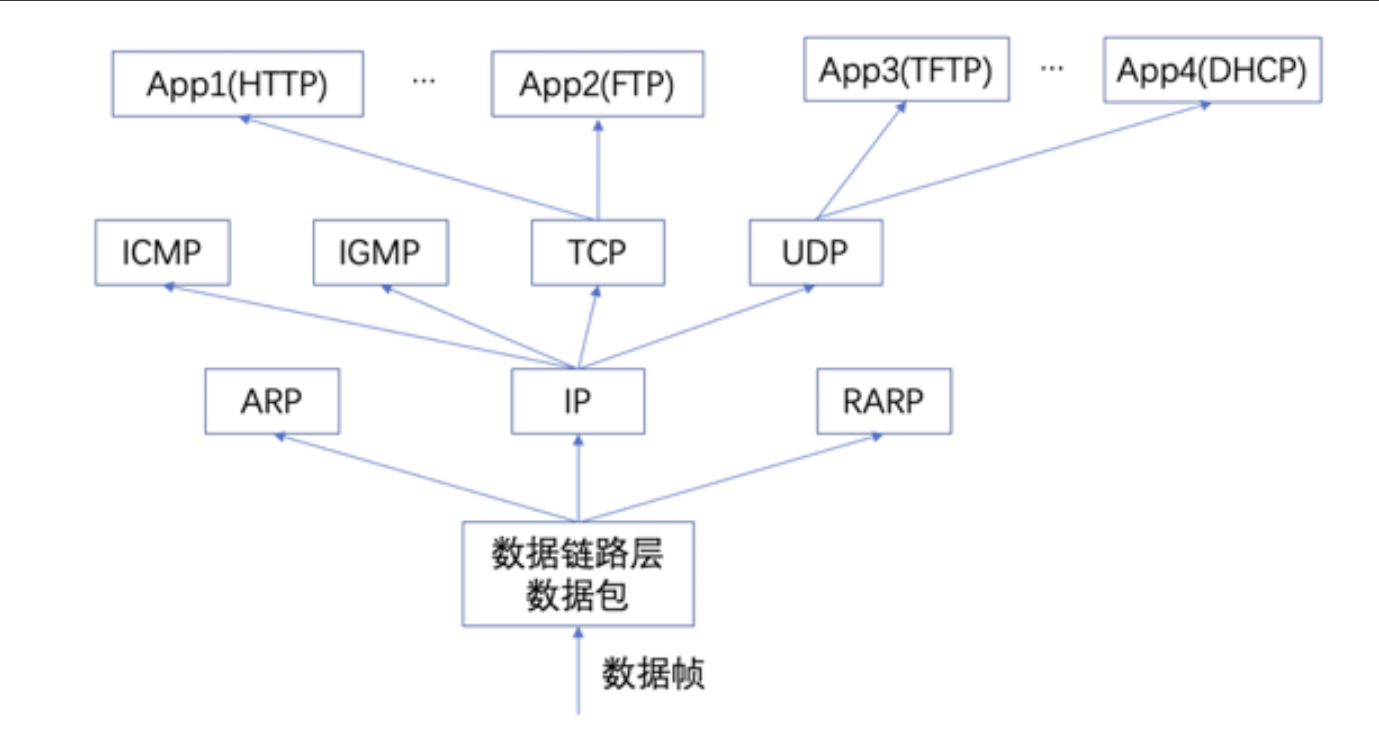 App1(HTTP)
...
App2(FTP)
App3(TFTP)
...
App4(DHCP)
ICMP
IGMP
TCP
UDP
ARP
IP
RARP
数据链路层
数据包
数据帧